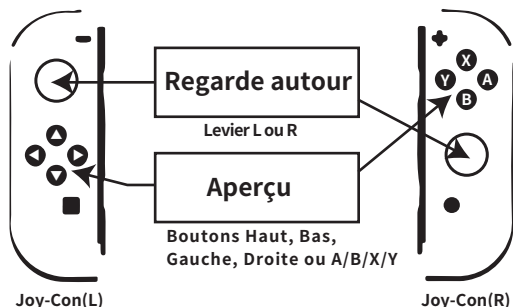 X
Y
A
B
Regarde autour
Levier L ou R
Aperçu
Boutons Haut, Bas,
Gauche, Droite ou A/B/X/Y
Joy-Con(L)
Joy-Con(R)